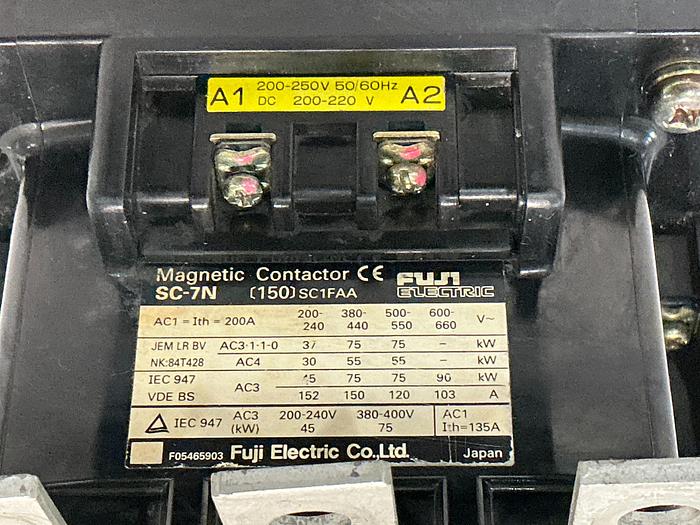 A1 200-250V 50/60Hz A2
DC 200-220 V
Magnetic Contactor CE FUJI
SC-7N [150] SC1FAA ELECTRIC
AC1 = Ith = 200A 200-240 380-440 500-550 600-660 V~
JEM LR BV AC3·1·1-0 37 75 75 – kW
NK:84T428 AC4 30 55 55 – kW
IEC 947 AC3 45 75 75 90 kW
VDE BS 152 150 120 103 A
IEC 947 AC3 200-240V 380-400V AC1
(kW) 45 75 Ith=135A
F05465903 Fuji Electric Co.,Ltd. Japan